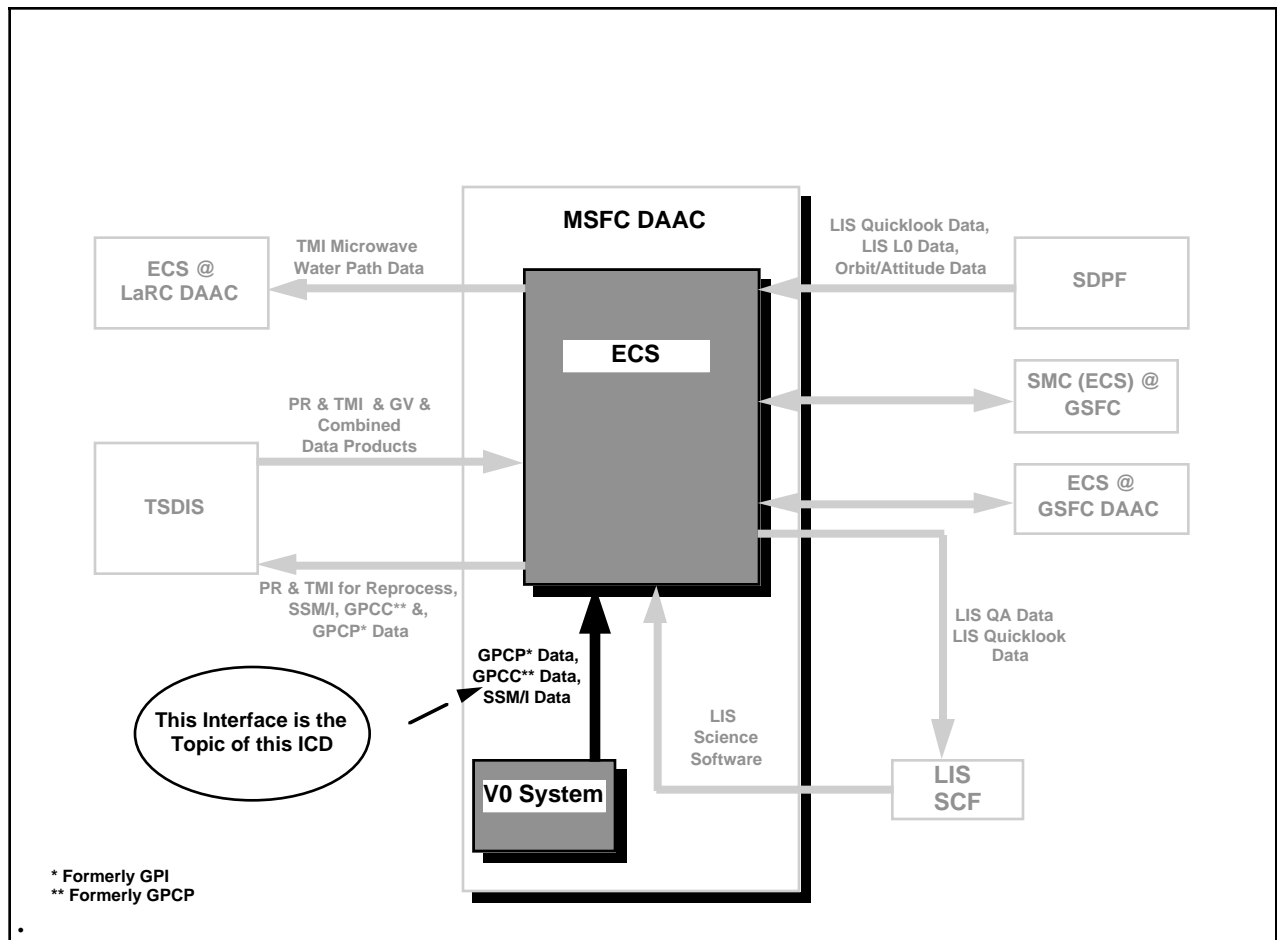 MSFC DAAC
ECS @
LaRC DAAC
TMI Microwave
Water Path Data
LIS Quicklook Data,
LIS L0 Data,
Orbit/Attitude Data
SDPF
ECS
SMC (ECS) @
GSFC
PR & TMI & GV &
Combined
Data Products
TSDIS
ECS @
GSFC DAAC
PR & TMI for Reprocess,
SSM/I, GPCC** &,
GPCP* Data
LIS QA Data
LIS Quicklook
Data
GPCP* Data,
GPCC** Data,
SSM/I Data
This Interface is the
Topic of this ICD
LIS
Science
Software
V0 System
LIS
SCF
* Formerly GPI
** Formerly GPCP
.